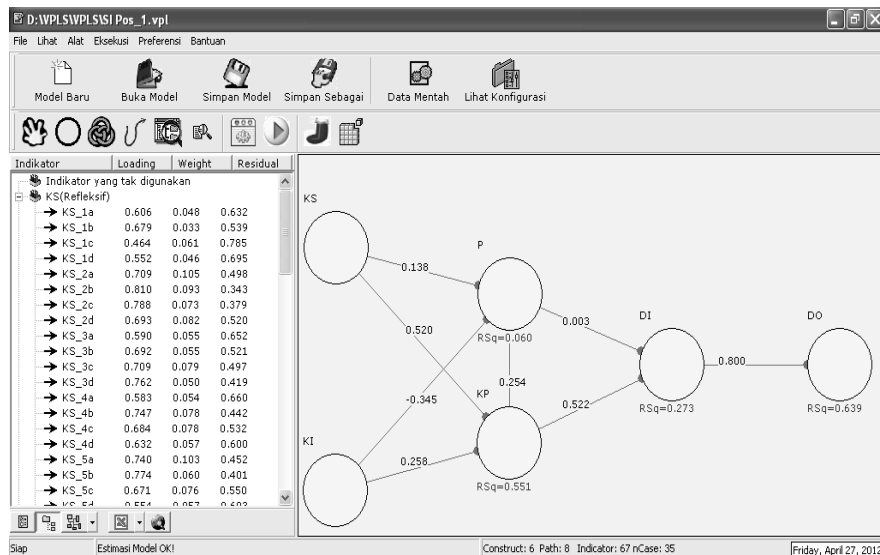 D:\WPLS\WPLS\SI Pos_1.vpl
File Lihat Alat Eksekusi Preferensi Bantuan
Model Baru Buka Model Simpan Model Simpan Sebagai Data Mentah Lihat Konfigurasi
Indikator Loading Weight Residual
Indikator yang tak digunakan
KS(Refleksif)
KS_1a 0.606 0.048 0.632
KS_1b 0.679 0.033 0.539
KS_1c 0.464 0.061 0.785
KS_1d 0.552 0.046 0.695
KS_2a 0.709 0.105 0.498
KS_2b 0.810 0.093 0.343
KS_2c 0.788 0.073 0.379
KS_2d 0.693 0.082 0.520
KS_3a 0.590 0.055 0.652
KS_3b 0.692 0.055 0.521
KS_3c 0.709 0.079 0.497
KS_3d 0.762 0.050 0.419
KS_4a 0.583 0.054 0.660
KS_4b 0.747 0.078 0.442
KS_4c 0.684 0.078 0.532
KS_4d 0.632 0.057 0.600
KS_5a 0.740 0.103 0.452
KS_5b 0.774 0.060 0.401
KS_5c 0.671 0.076 0.550
KS
P
0.138
0.520
0.003
DI
DO
RSq=0.060
0.800
-0.345
KP
0.254
0.522
RSq=0.273
RSq=0.639
KI
0.258
RSq=0.551
Siap Estimasi Model OK! Construct: 6 Path: 8 Indicator: 67 nCase: 35 Friday, April 27, 2012